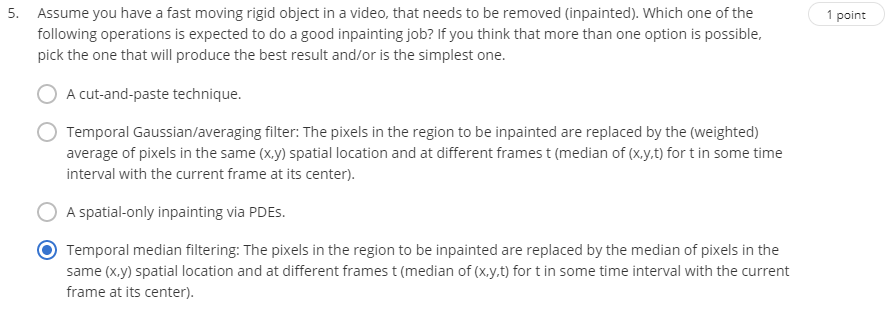 5. Assume you have a fast moving rigid object in a video, that needs to be removed (inpainted). Which one of the
1 point
following operations is expected to do a good inpainting job? If you think that more than one option is possible,
pick the one that will produce the best result and/or is the simplest one.
A cut-and-paste technique.
Temporal Gaussian/averaging filter: The pixels in the region to be inpainted are replaced by the (weighted)
average of pixels in the same (x,y) spatial location and at different frames t (median of (x,y,t) for t in some time
interval with the current frame at its center).
A spatial-only inpainting via PDEs.
Temporal median filtering: The pixels in the region to be inpainted are replaced by the median of pixels in the
same (x,y) spatial location and at different frames t (median of (x,y,t) for t in some time interval with the current
frame at its center).